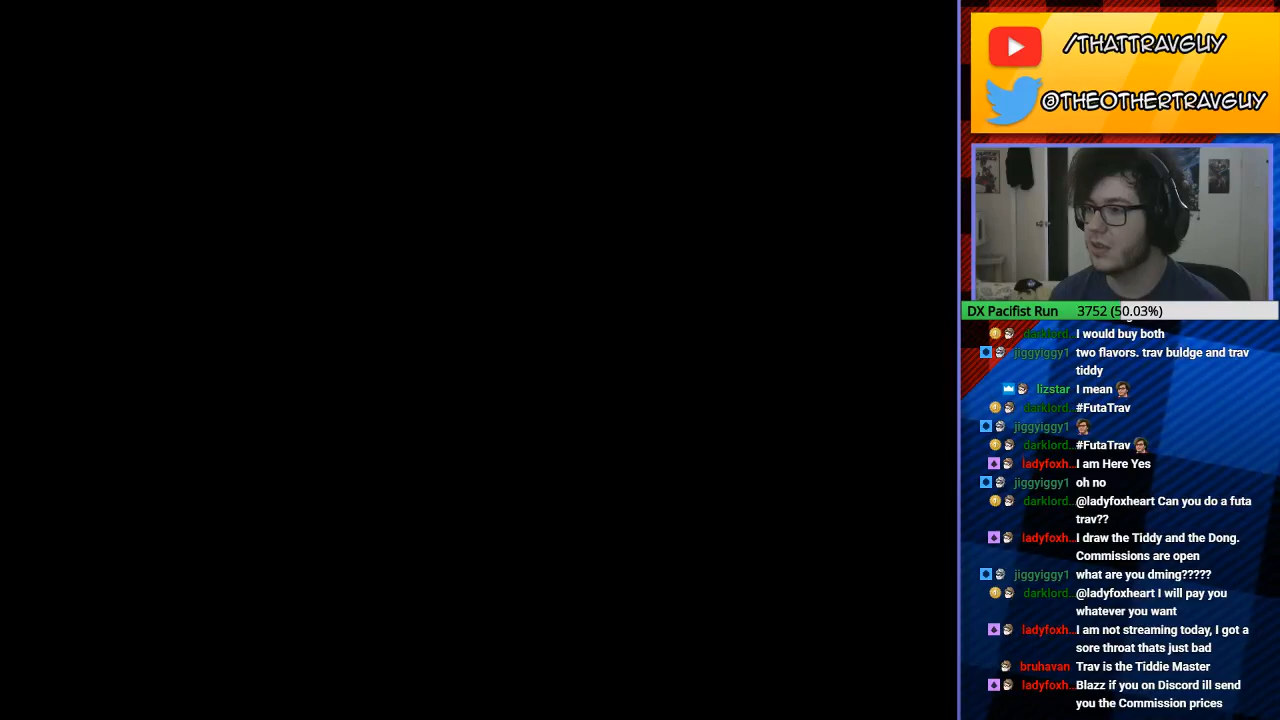 /THATTRAVGUY
@THEOTHERTRAVGUY
DX Pacifist Run 3752 (50.03%)
darklord.. I would buy both
jiggyiggy1 two flavors. trav buldge and trav
tiddy
lizstar I mean
darklord.. #FutaTrav
jiggyiggy1
darklord.. #FutaTrav
ladyfoxh... I am Here Yes
jiggyiggy1 oh no
darklord.. @ladyfoxheart Can you do a futa
trav??
ladyfoxh... I draw the Tiddy and the Dong.
Commissions are open
jiggyiggy1 what are you dming?????
darklord.. @ladyfoxheart I will pay you
whatever you want
ladyfoxh... I am not streaming today, I got a
sore throat thats just bad
bruhavan Trav is the Tiddie Master
ladyfoxh... Blazz if you on Discord ill send
you the Commission prices